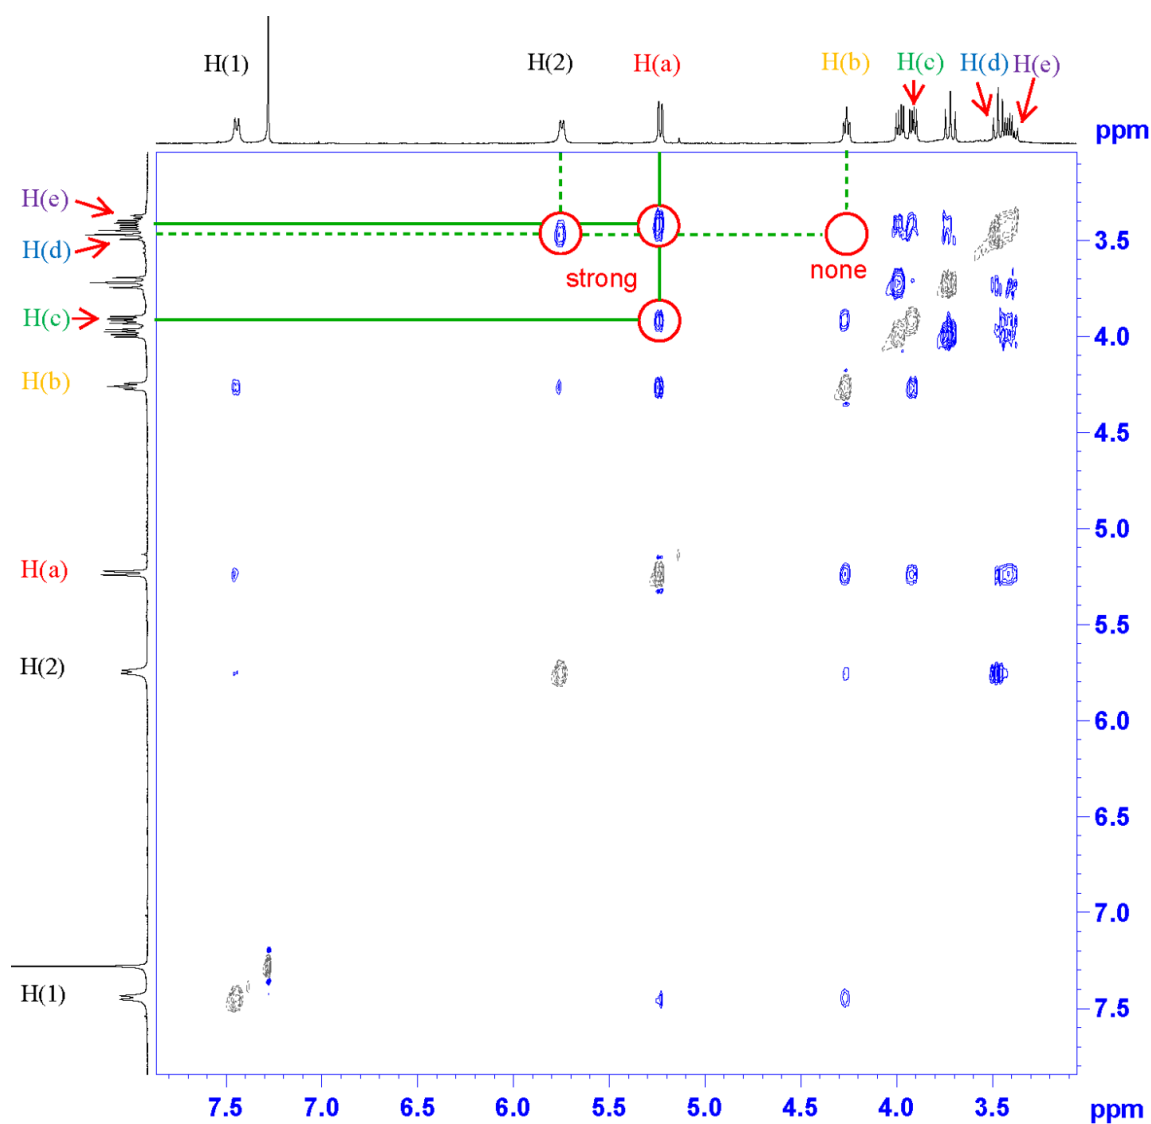 H(1) H(2) H(a) H(b) H(c) H(d) H(e)
ppm
H(e)
H(d)
3.5
strong
none
H(c)
4.0
H(b)
4.5
5.0
H(a)
5.5
H(2)
6.0
6.5
7.0
H(1)
7.5
7.5 7.0 6.5 6.0 5.5 5.0 4.5 4.0 3.5 ppm